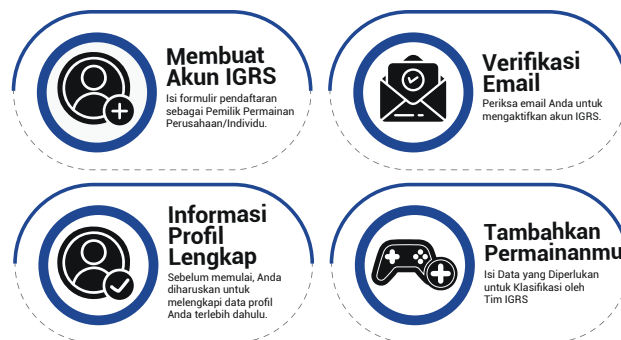 Membuat
Akun IGRS
Isi formulir pendaftaran
sebagai Pemilik Permainan
Perusahaan/Individu.
Verifikasi
Email
Periksa email Anda untuk
mengaktifkan akun IGRS.
Informasi
Profil
Lengkap
Sebelum memulai, Anda
diharuskan untuk
melengkapi data profil
Anda terlebih dahulu.
Tambahkan
Permainanmu
Isi Data yang Diperlukan
untuk Klasifikasi oleh
Tim IGRS